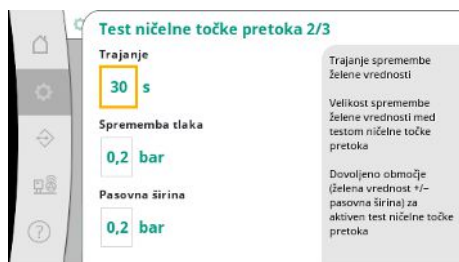 Test ničelne točke pretoka 2/3
Trajanje
30 s
Sprememba tlaka
0,2 bar
Pasovna širina
0,2 bar
Trajanje spremembe
želene vrednosti
Velikost spremembe
želene vrednosti med
testom ničelne točke
pretoka
Dovoljeno območje
(želena vrednost +/−
pasovna širina) za
aktiven test ničelne točke
pretoka
?